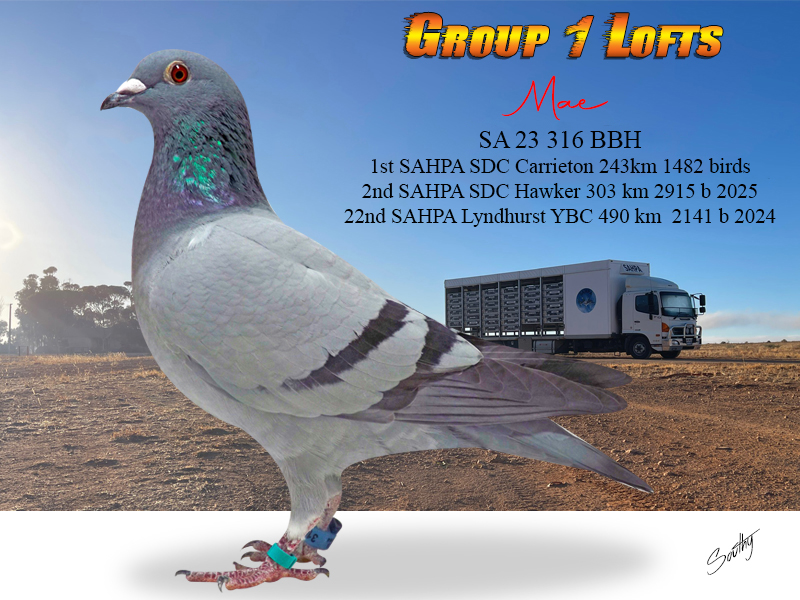 Group 1 Lofts
Mae
SA 23 316 BBH
1st SAHPA SDC Carrieton 243km 1482 birds
2nd SAHPA SDC Hawker 303 km 2915 b 2025
22nd SAHPA Lyndhurst YBC 490 km 2141 b 2024
SAHPA
Southy